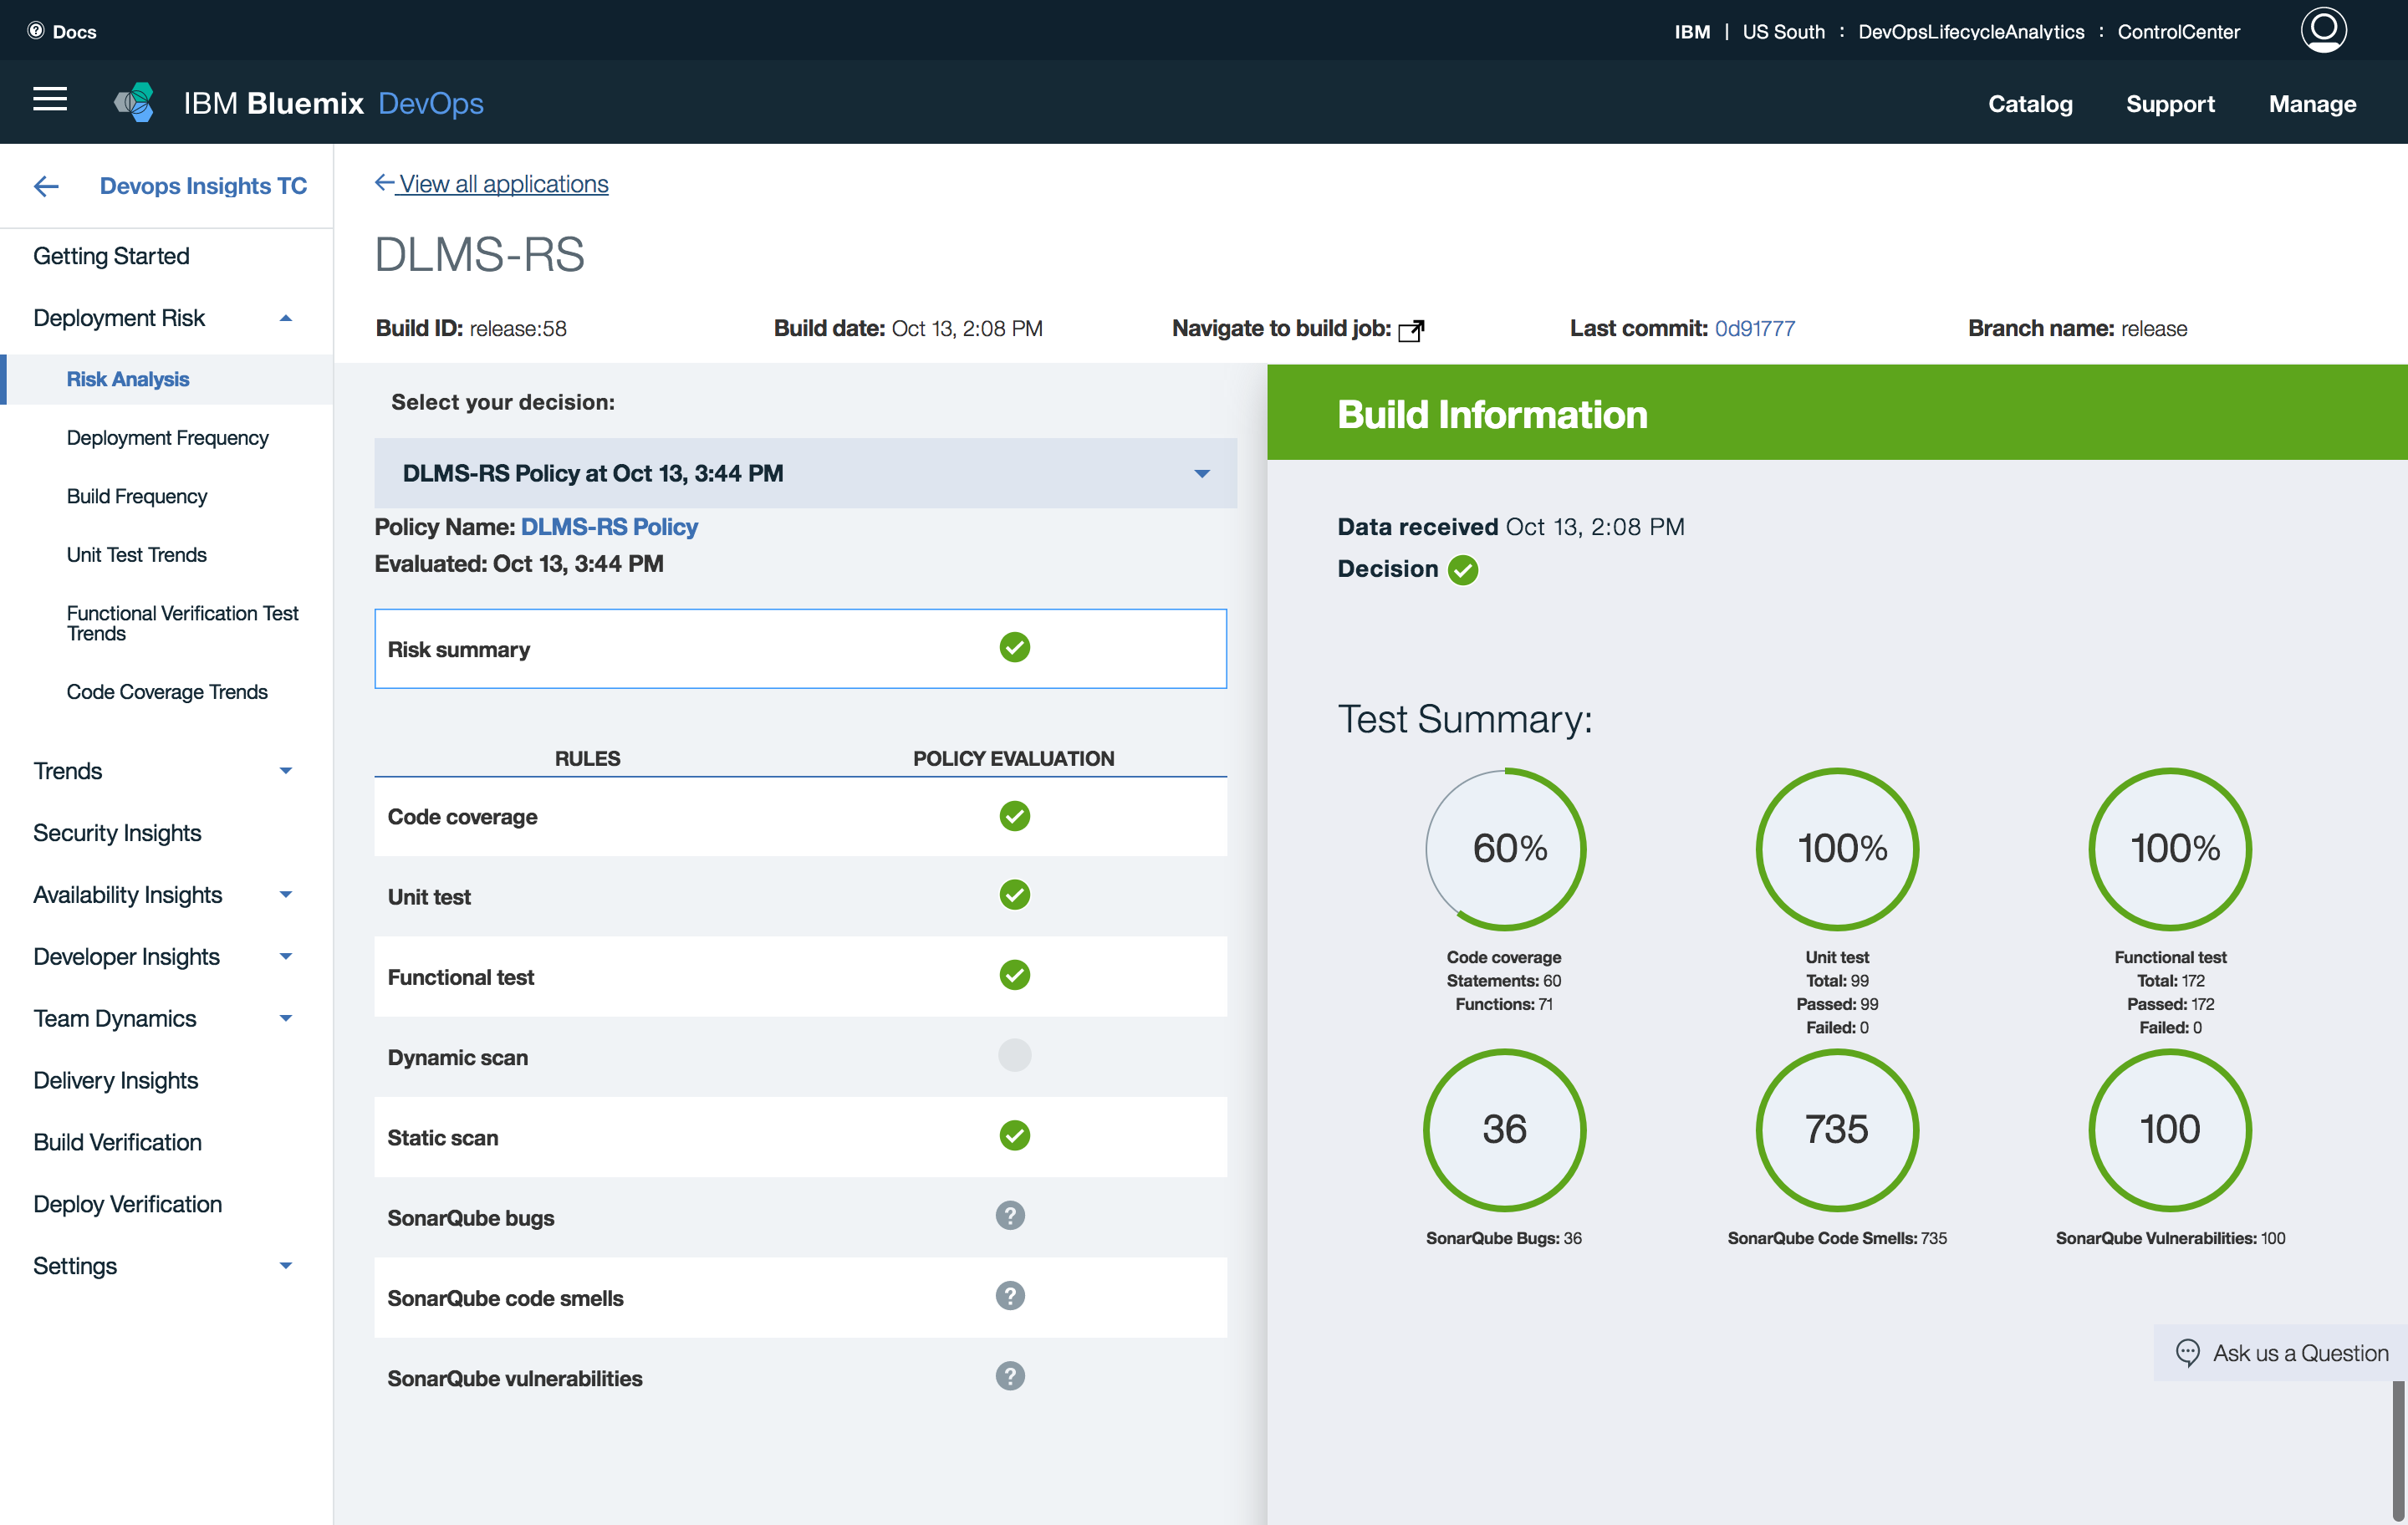 Docs
IBM | US South : DevOpsLifecycleAnalytics : ControlCenter
IBM Bluemix DevOps
Catalog Support Manage
Devops Insights TC
Getting Started
Deployment Risk
Risk Analysis
Deployment Frequency
Build Frequency
Unit Test Trends
Functional Verification Test
Trends
Code Coverage Trends
Trends
Security Insights
Availability Insights
Developer Insights
Team Dynamics
Delivery Insights
Build Verification
Deploy Verification
Settings
View all applications
DLMS-RS
Build ID: release:58
Build date: Oct 13, 2:08 PM
Navigate to build job:
Last commit: 0d91777
Branch name: release
Select your decision:
DLMS-RS Policy at Oct 13, 3:44 PM
Policy Name: DLMS-RS Policy
Evaluated: Oct 13, 3:44 PM
Risk summary
RULES POLICY EVALUATION
Code coverage
Unit test
Functional test
Dynamic scan
Static scan
SonarQube bugs ?
SonarQube code smells ?
SonarQube vulnerabilities ?
Build Information
Data received Oct 13, 2:08 PM
Decision
Test Summary:
60%
Code coverage
Statements: 60
Functions: 71
100%
Unit test
Total: 99
Passed: 99
Failed: 0
100%
Functional test
Total: 172
Passed: 172
Failed: 0
36
SonarQube Bugs: 36
735
SonarQube Code Smells: 735
100
SonarQube Vulnerabilities: 100
Ask us a Question